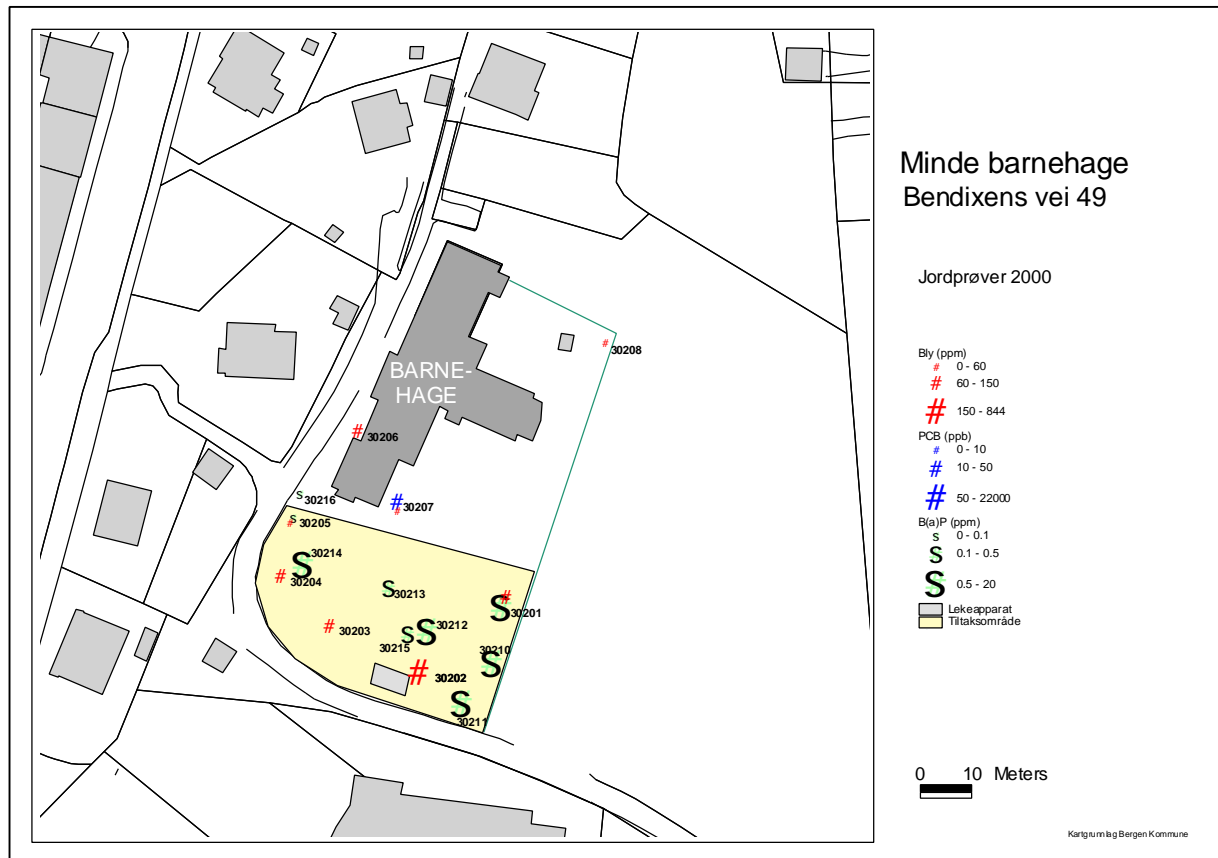 Minde barnehage
Bendixens vei 49
Jordprøver 2000
Bly (ppm)
# 0 - 60
# 60 - 150
# 150 - 844
PCB (ppb)
# 0 - 10
# 10 - 50
# 50 - 22000
B(a)P (ppm)
s 0 - 0.1
s 0.1 - 0.5
s 0.5 - 20
Lekeapparat
Tiltaksområde
0 10 Meters
Kartgrunnlag Bergen Kommune
BARNE-
HAGE
# 30208
# 30206
# # 30207
s 30216
# s 30205
s 30214
# 30204
s 30213
s # 30201
# 30203
s 30212
s 30215
s 30210
# 30202
s 30211